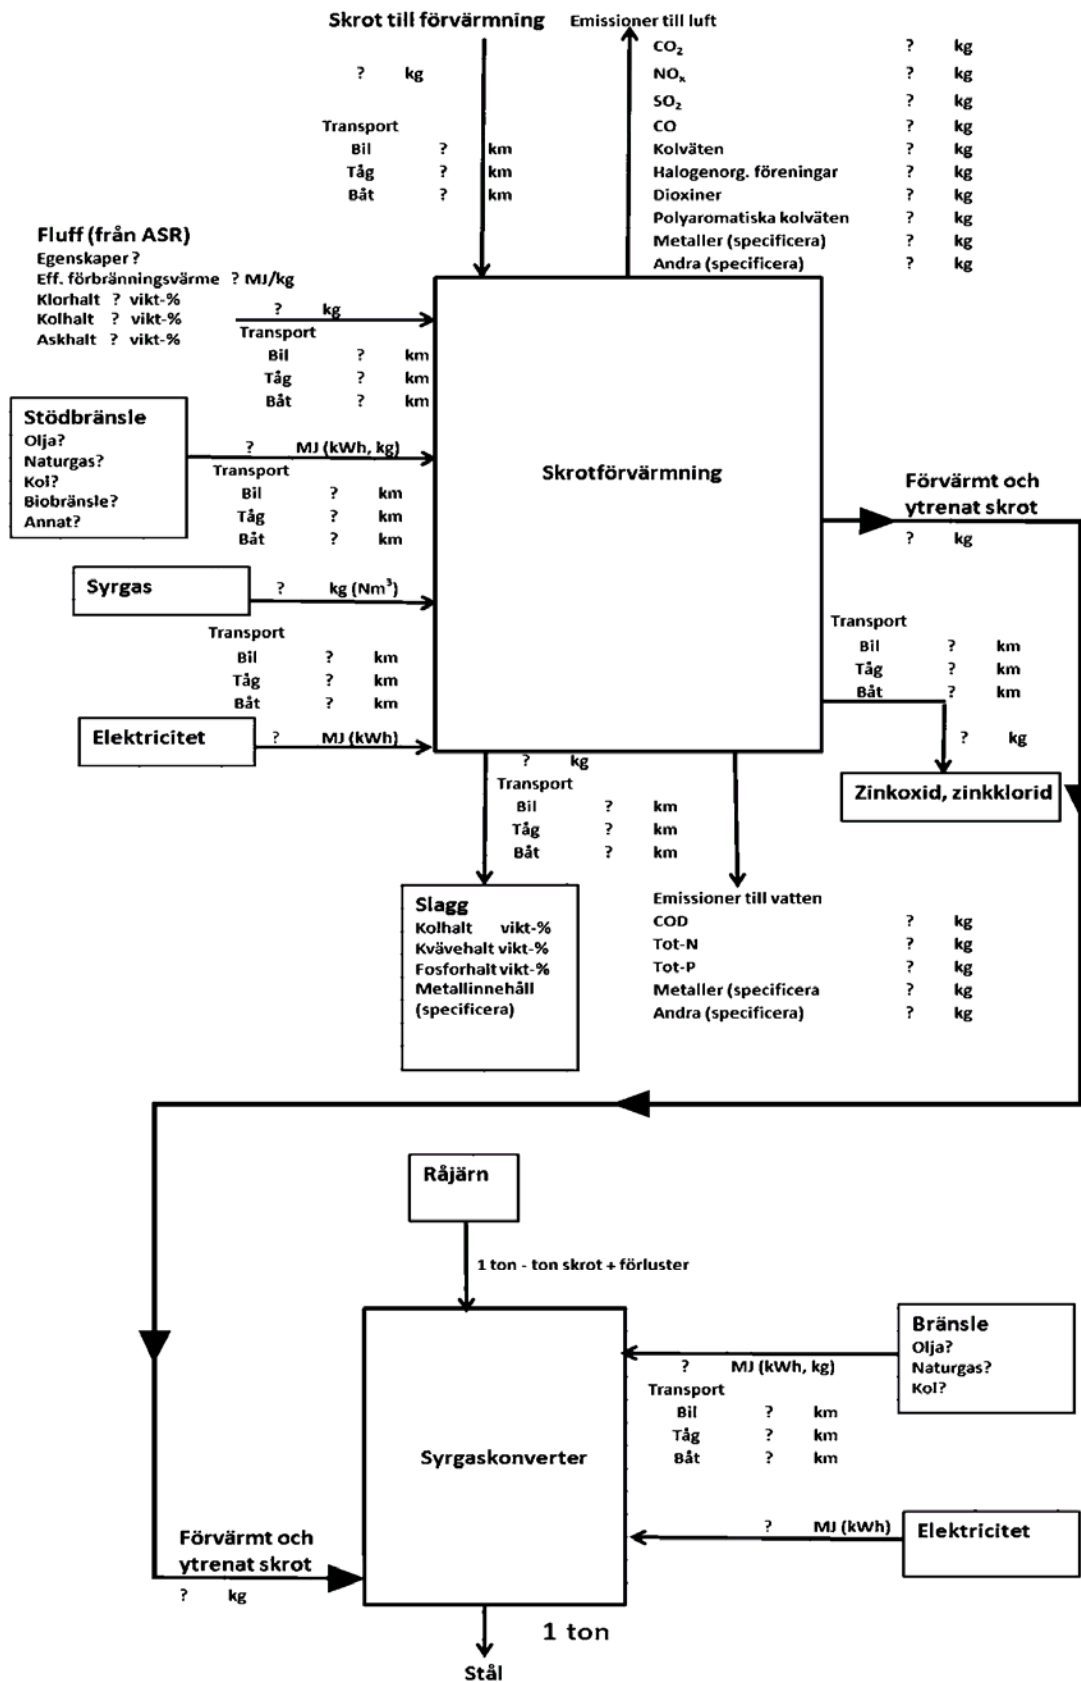 Skrot till förvärmning
? kg
Transport
Bil ? km
Tåg ? km
Båt ? km
Emissioner till luft
CO₂ ? kg
NOₓ ? kg
SO₂ ? kg
CO ? kg
Kolväten ? kg
Halogenorg. föreningar ? kg
Dioxiner ? kg
Polyaromatiska kolväten ? kg
Metaller (specificera) ? kg
Andra (specificera) ? kg
Fluff (från ASR)
Egenskaper ?
Eff. förbränningsvärme ? MJ/kg
Klorhalt ? vikt-%
Kolhalt ? vikt-%
Askhalt ? vikt-%
? kg
Transport
Bil ? km
Tåg ? km
Båt ? km
Stödbränsle
Olja?
Naturgas?
Kol?
Biobränsle?
Annat?
? MJ (kWh, kg)
Transport
Bil ? km
Tåg ? km
Båt ? km
Skrotförvärmning
Förvärmt och
ytrenat skrot
? kg
Syrgas
? kg (Nm³)
Transport
Bil ? km
Tåg ? km
Båt ? km
Elektricitet
? MJ (kWh)
Transport
Bil ? km
Tåg ? km
Båt ? km
? kg
Zinkoxid, zinkklorid
? kg
Transport
Bil ? km
Tåg ? km
Båt ? km
Slagg
Kolhalt vikt-%
Kvävehalt vikt-%
Fosforhalt vikt-%
Metallinnehåll
(specificera)
Emissioner till vatten
COD ? kg
Tot-N ? kg
Tot-P ? kg
Metaller (specificera ? kg
Andra (specificera) ? kg
Råjärn
1 ton - ton skrot + förluster
Syrgaskonverter
Bränsle
Olja?
Naturgas?
Kol?
? MJ (kWh, kg)
Transport
Bil ? km
Tåg ? km
Båt ? km
Elektricitet
? MJ (kWh)
Förvärmt och
ytrenat skrot
? kg
1 ton
Stål